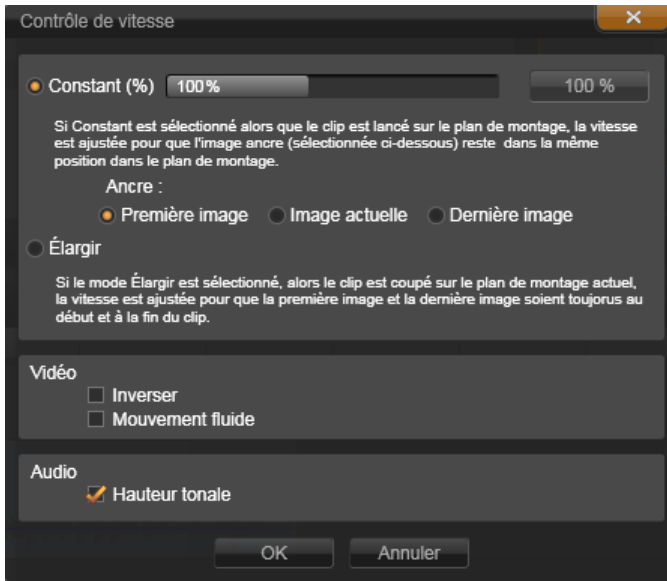 Contrôle de vitesse
Constant (%) 100% 100 %
Si Constant est sélectionné alors que le clip est lancé sur le plan de montage, la vitesse
est ajustée pour que l'image ancre (sélectionnée ci-dessous) reste dans la même
position dans le plan de montage.
Ancre :
Première image Image actuelle Dernière image
Élargir
Si le mode Élargir est sélectionné, alors le clip est coupé sur le plan de montage actuel,
la vitesse est ajustée pour que la première image et la dernière image soient toujorus au
début et à la fin du clip.
Vidéo
Inverser
Mouvement fluide
Audio
Hauteur tonale
OK Annuler